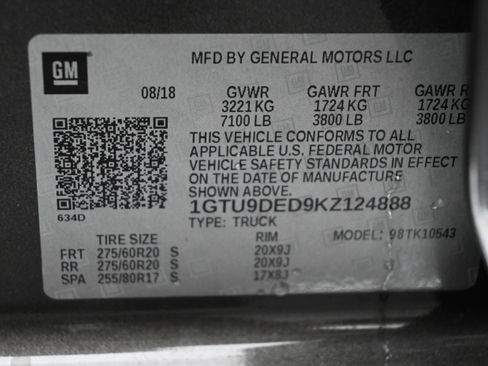 GM
MFD BY GENERAL MOTORS LLC
08/18 GVWR GAWR FRT GAWR R
3221 KG 1724 KG 1724 KG
7100 LB 3800 LB 3800 LB
THIS VEHICLE CONFORMS TO ALL
APPLICABLE U.S. FEDERAL MOTOR
VEHICLE SAFETY STANDARDS IN EFFECT
ON THE DATE OF MANUFACTURE
SHOWN ABOVE.
634D
1GTU9DED9KZ124888
TYPE: TRUCK
MODEL: 98TK10543
TIRE SIZE RIM
FRT 275/60R20 S 20X9J
RR 275/60R20 S 20X9J
SPA 255/80R17 S 17X8J